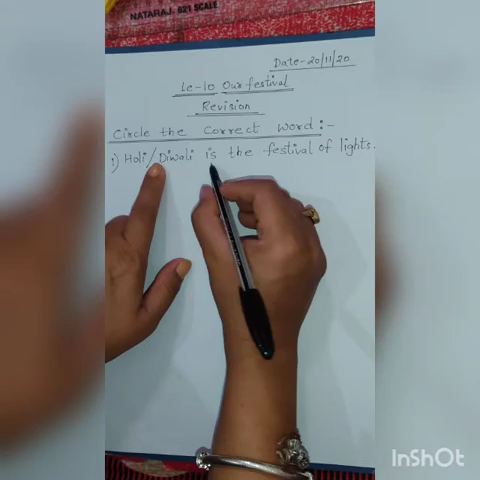 NATARAJ. 621 SCALE
Date-20/11/20
Le-10 Our festival
Revision
Circle the Correct word:-
i) Holi/Diwali is the festival of lights.
InShOt